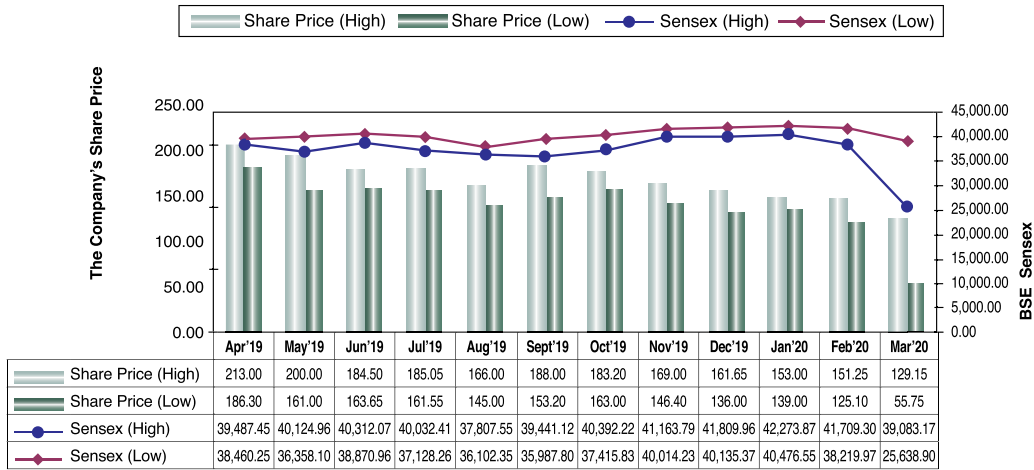 Share Price (High) Share Price (Low) Sensex (High) Sensex (Low)
The Company's Share Price
250.00
200.00
150.00
100.00
50.00
0.00
45,000.00
40,000.00
35,000.00
30,000.00
25,000.00
20,000.00
15,000.00
10,000.00
5,000.00
0.00
BSE Sensex
Apr'19 May'19 Jun'19 Jul'19 Aug'19 Sept'19 Oct'19 Nov'19 Dec'19 Jan'20 Feb'20 Mar'20
Share Price (High) 213.00 200.00 184.50 185.05 166.00 188.00 183.20 169.00 161.65 153.00 151.25 129.15
Share Price (Low) 186.30 161.00 163.65 161.55 145.00 153.20 163.00 146.40 136.00 139.00 125.10 55.75
Sensex (High) 39,487.45 40,124.96 40,312.07 40,032.41 37,807.55 39,441.12 40,392.22 41,163.79 41,809.96 42,273.87 41,709.30 39,083.17
Sensex (Low) 38,460.25 36,358.10 38,870.96 37,128.26 36,102.35 35,987.80 37,415.83 40,014.23 40,135.37 40,476.55 38,219.97 25,638.90